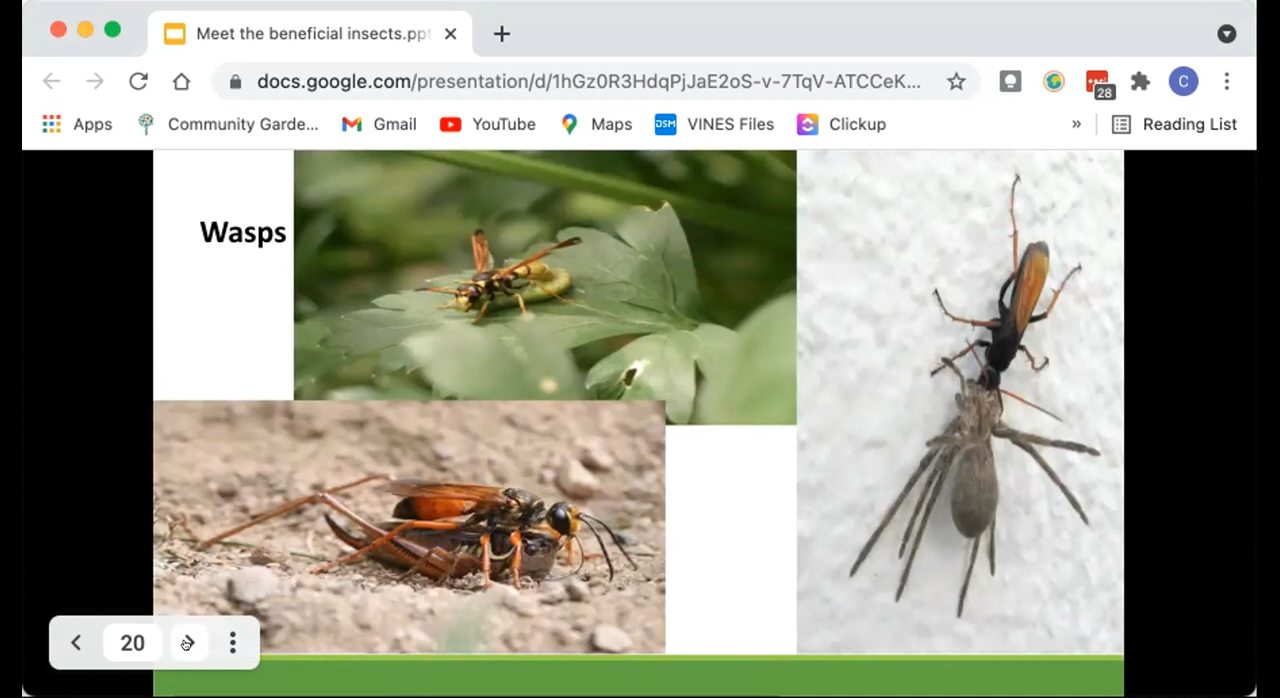 Meet the beneficial insects.ppt
docs.google.com/presentation/d/1hGz0R3HdqPjJaE2oS-v-7TqV-ATCCeK...
28
C
Apps
Community Garde...
Gmail
YouTube
Maps
DSM
VINES Files
Clickup
»
Reading List
Wasps
20